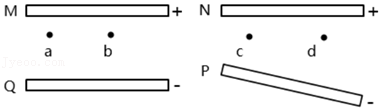 M + N +
a b c d
Q - P -